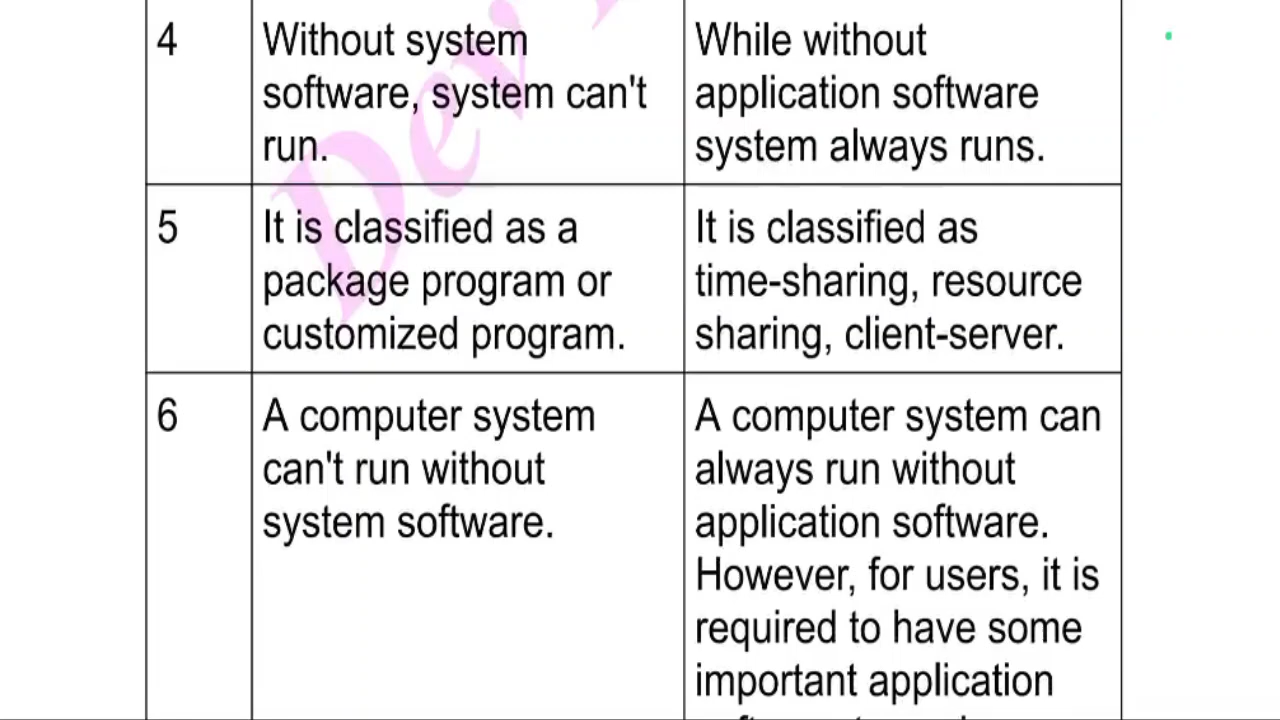 4
Without system
software, system can't
run.
While without
application software
system always runs.
5
It is classified as a
package program or
customized program.
It is classified as
time-sharing, resource
sharing, client-server.
6
A computer system
can't run without
system software.
A computer system can
always run without
application software.
However, for users, it is
required to have some
important application
Dev